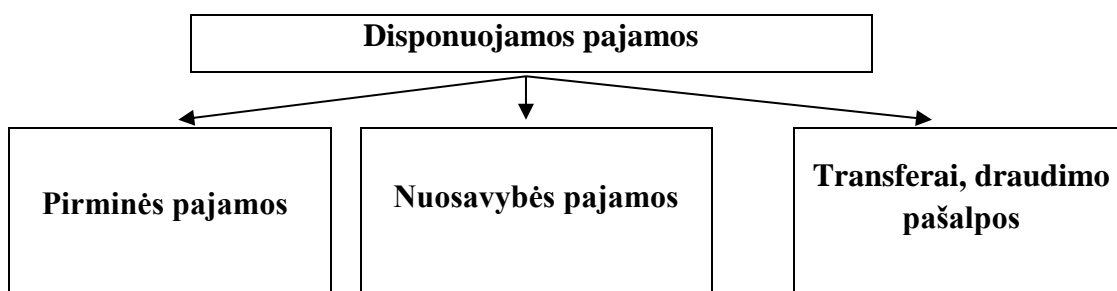 Disponuojamos pajamos
Pirminės pajamos
Nuosavybės pajamos
Transferai, draudimo
pašalpos